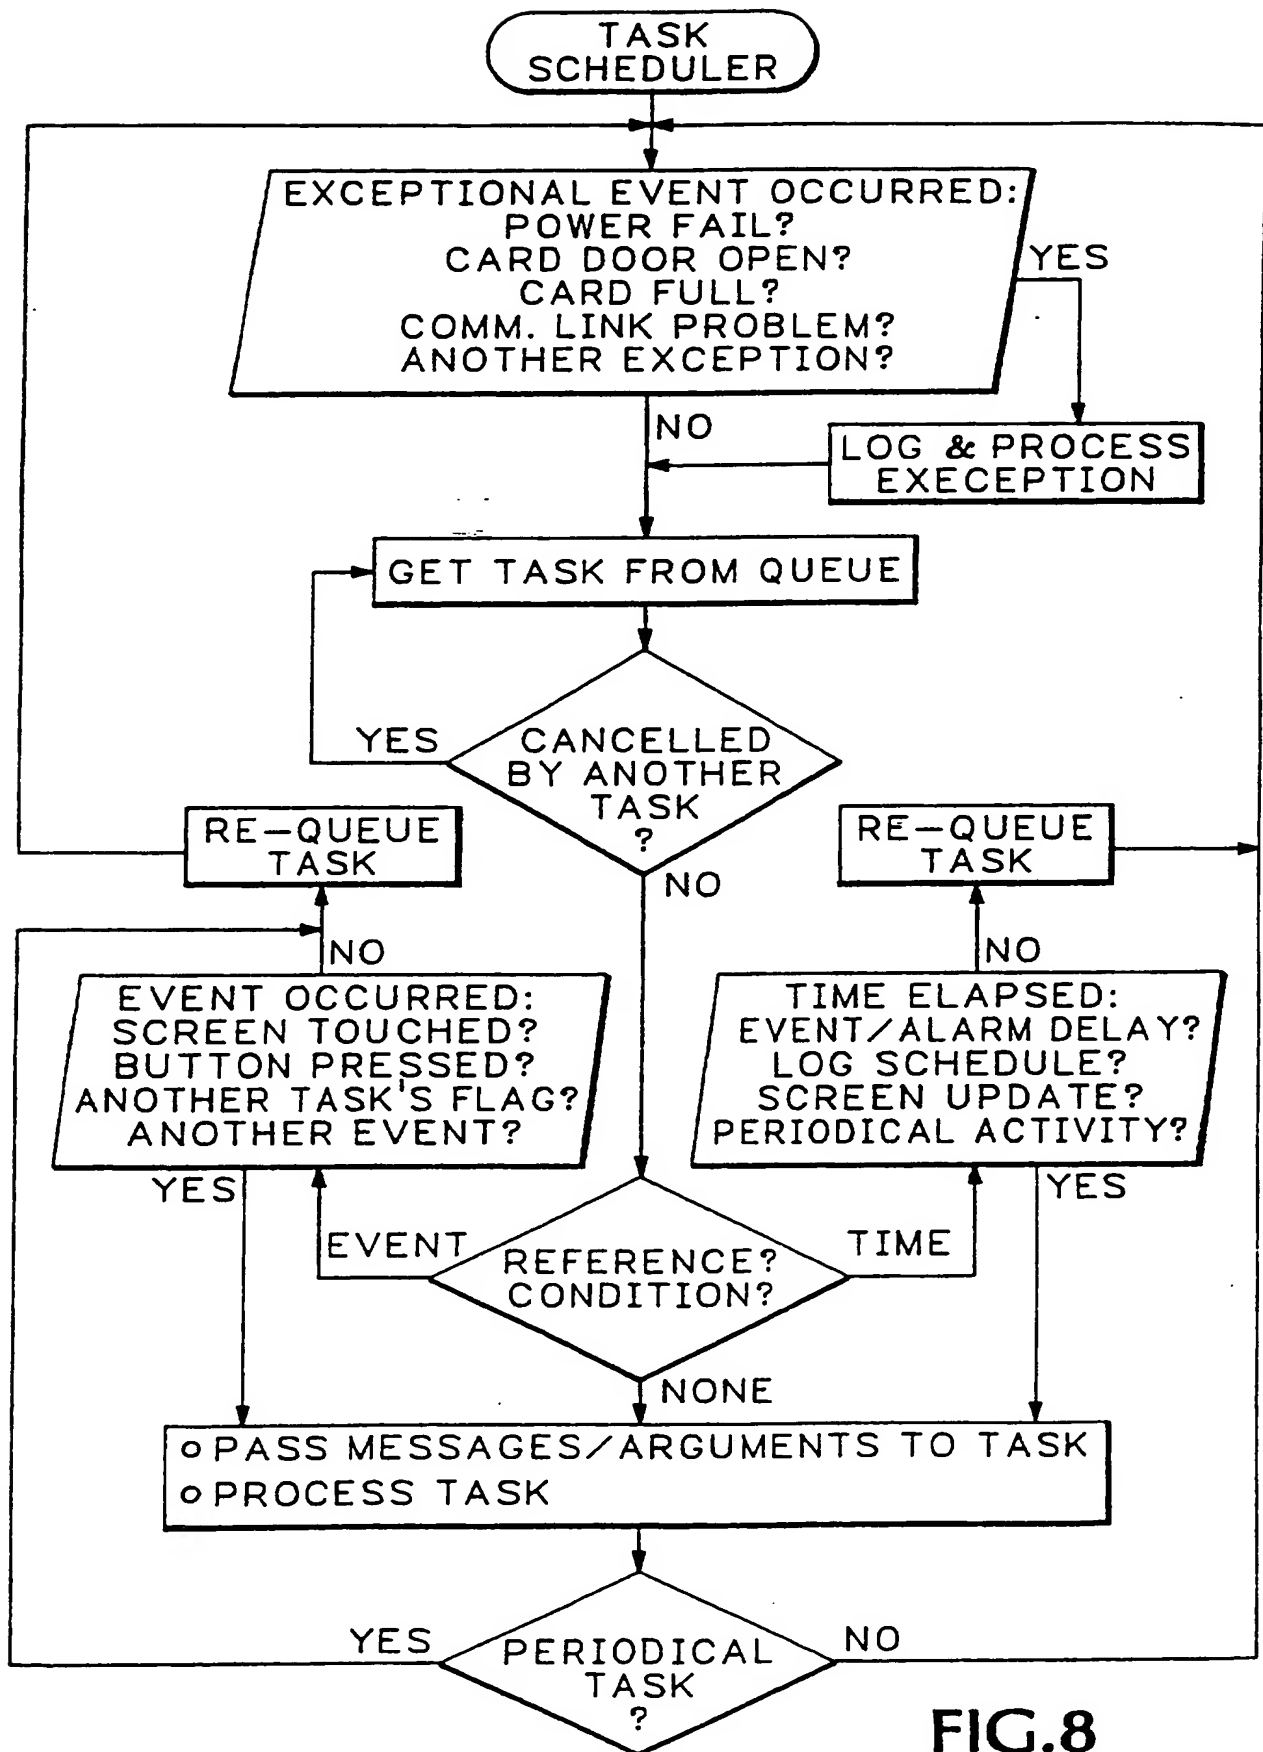 TASK
SCHEDULER
EXCEPTIONAL EVENT OCCURRED:
POWER FAIL?
CARD DOOR OPEN?
CARD FULL?
COMM. LINK PROBLEM?
ANOTHER EXCEPTION?
YES
NO
LOG & PROCESS
EXECEPTION
GET TASK FROM QUEUE
YES
CANCELLED
BY ANOTHER
TASK
?
NO
RE-QUEUE
TASK
RE-QUEUE
TASK
NO
NO
EVENT OCCURRED:
SCREEN TOUCHED?
BUTTON PRESSED?
ANOTHER TASK'S FLAG?
ANOTHER EVENT?
TIME ELAPSED:
EVENT/ALARM DELAY?
LOG SCHEDULE?
SCREEN UPDATE?
PERIODICAL ACTIVITY?
YES
YES
EVENT
REFERENCE?
CONDITION?
TIME
NONE
o PASS MESSAGES/ARGUMENTS TO TASK
o PROCESS TASK
YES
PERIODICAL
TASK
?
NO
FIG.8